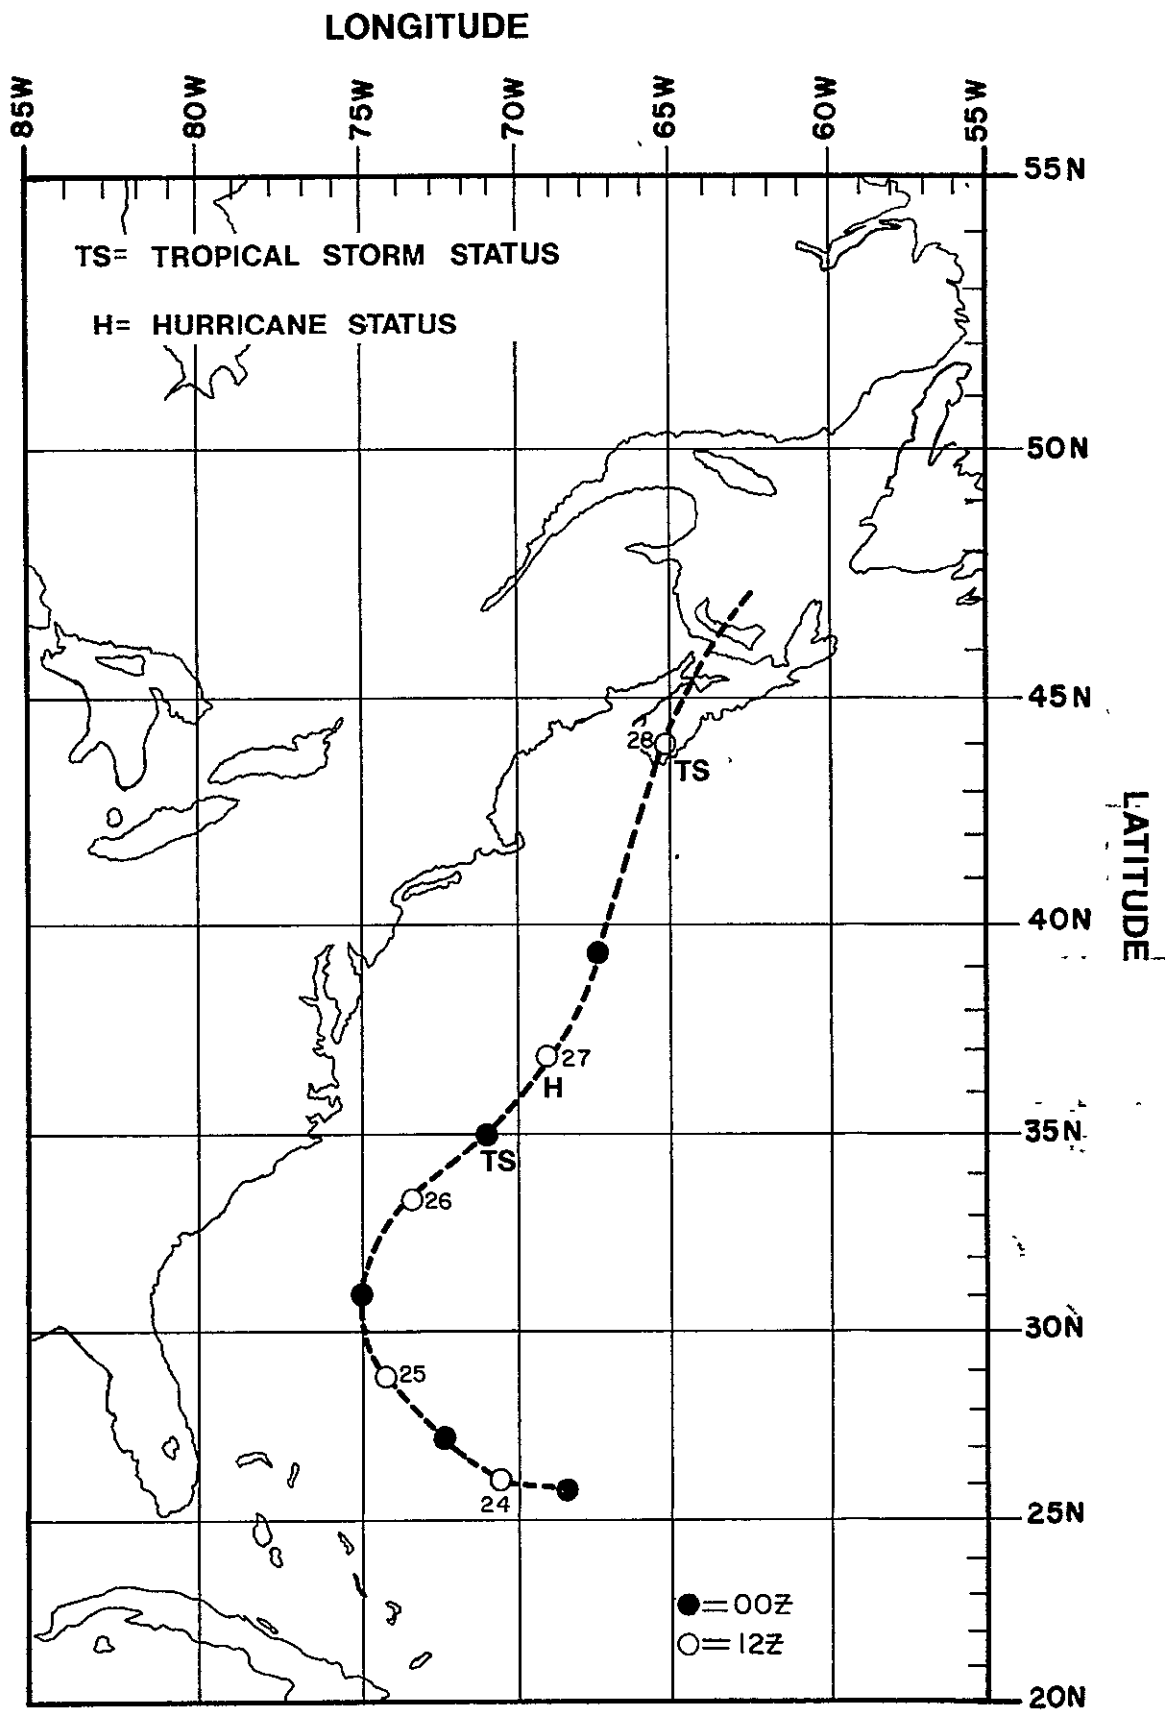 LONGITUDE
85W
80W
75W
70W
65W
60W
55W
55N
TS= TROPICAL STORM STATUS
H= HURRICANE STATUS
50N
45N
28
TS
LATITUDE
40N
27
H
35N
TS
26
30N
25
24
25N
=00Z
=12Z
20N